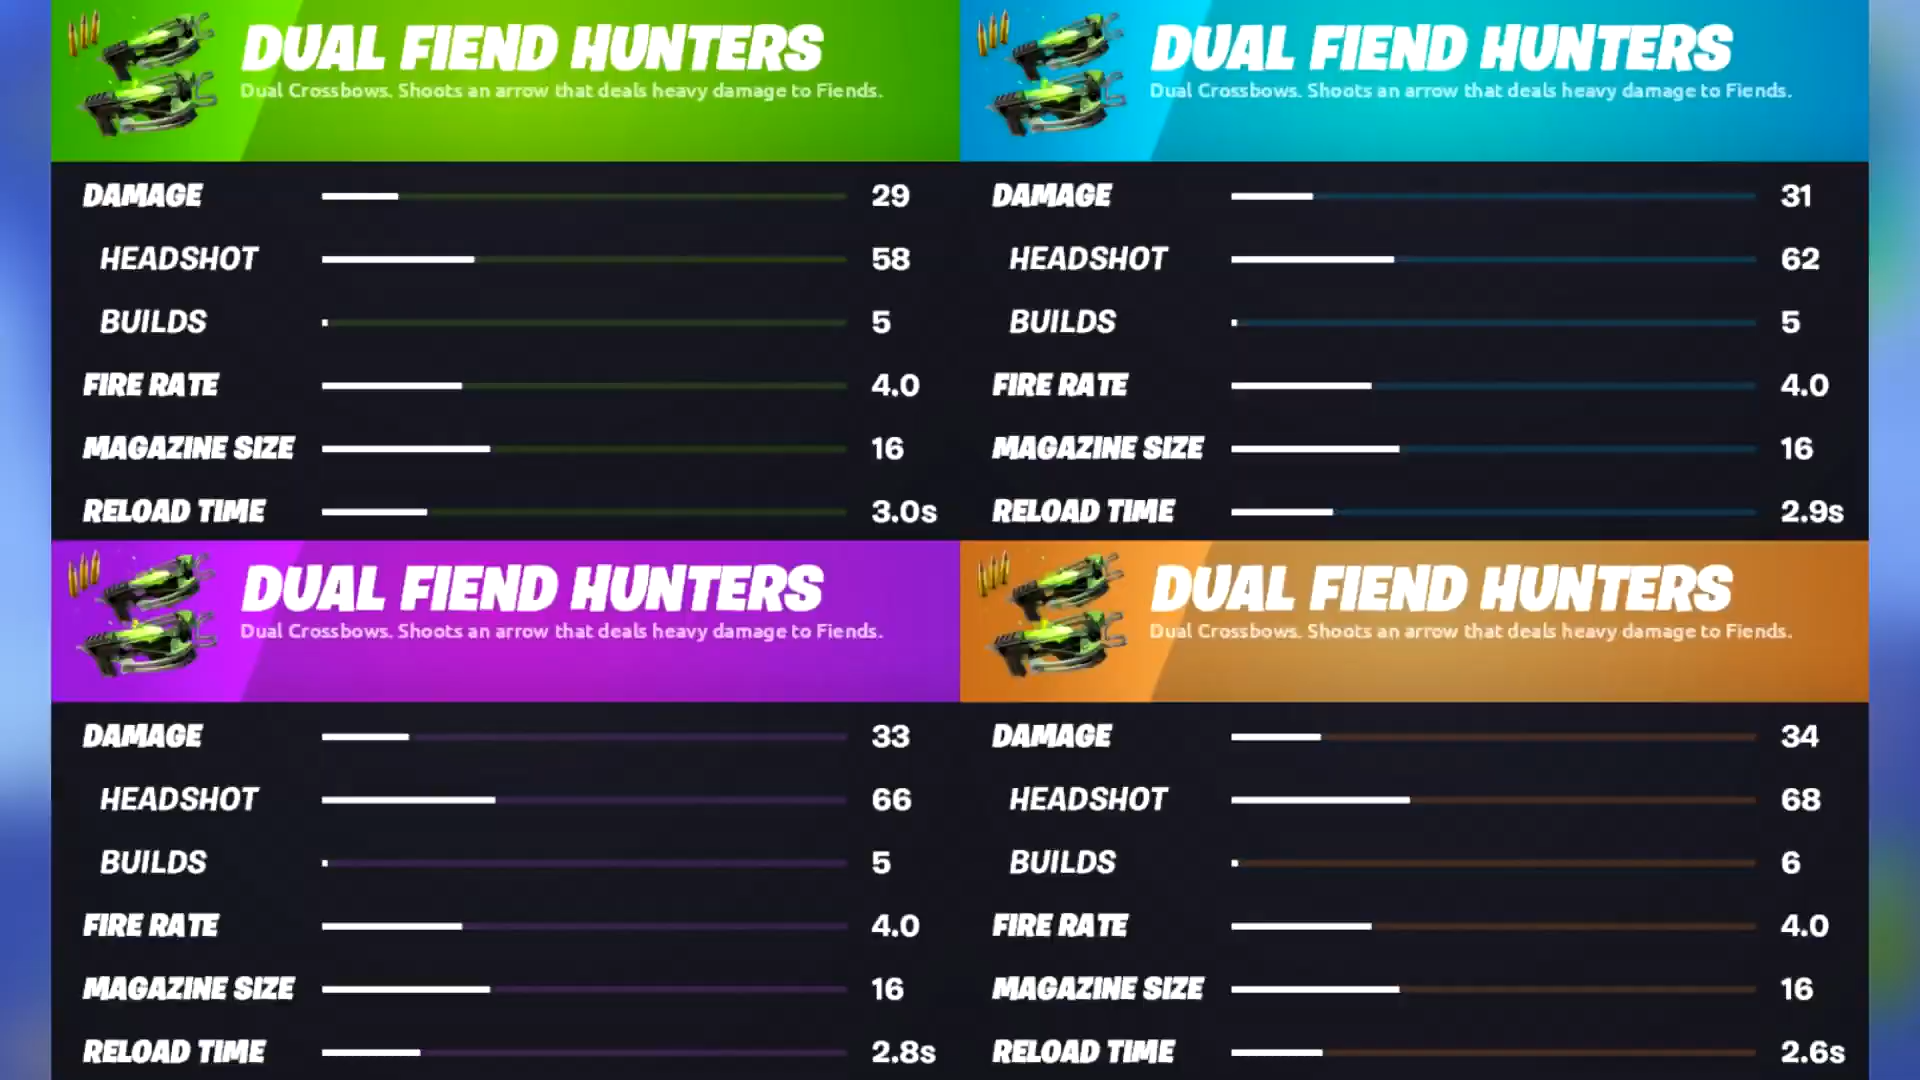 DUAL FIEND HUNTERS
Dual Crossbows. Shoots an arrow that deals heavy damage to Fiends.
DAMAGE 29
HEADSHOT 58
BUILDS 5
FIRE RATE 4.0
MAGAZINE SIZE 16
RELOAD TIME 3.0s
DUAL FIEND HUNTERS
Dual Crossbows. Shoots an arrow that deals heavy damage to Fiends.
DAMAGE 31
HEADSHOT 62
BUILDS 5
FIRE RATE 4.0
MAGAZINE SIZE 16
RELOAD TIME 2.9s
DUAL FIEND HUNTERS
Dual Crossbows. Shoots an arrow that deals heavy damage to Fiends.
DAMAGE 33
HEADSHOT 66
BUILDS 5
FIRE RATE 4.0
MAGAZINE SIZE 16
RELOAD TIME 2.8s
DUAL FIEND HUNTERS
Dual Crossbows. Shoots an arrow that deals heavy damage to Fiends.
DAMAGE 34
HEADSHOT 68
BUILDS 6
FIRE RATE 4.0
MAGAZINE SIZE 16
RELOAD TIME 2.6s